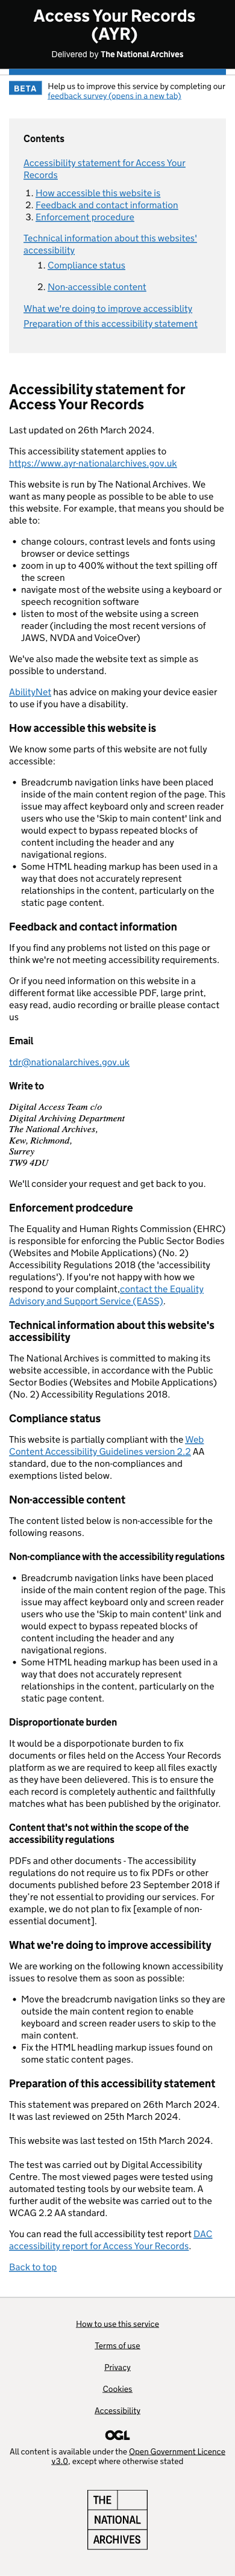 Access Your Records
(AYR)
Delivered by The National Archives
BETA
Help us to improve this service by completing our
feedback survey (opens in a new tab)
Contents
Accessibility statement for Access Your
Records
1. How accessible this website is
2. Feedback and contact information
3. Enforcement procedure
Technical information about this websites'
accessibility
1. Compliance status
2. Non-accessible content
What we're doing to improve accessiblity
Preparation of this accessibility statement
Accessibility statement for
Access Your Records
Last updated on 26th March 2024.
This accessibility statement applies to
https://www.ayr-nationalarchives.gov.uk
This website is run by The National Archives. We
want as many people as possible to be able to use
this website. For example, that means you should be
able to:
• change colours, contrast levels and fonts using
browser or device settings
• zoom in up to 400% without the text spilling off
the screen
• navigate most of the website using a keyboard or
speech recognition software
• listen to most of the website using a screen
reader (including the most recent versions of
JAWS, NVDA and VoiceOver)
We've also made the website text as simple as
possible to understand.
AbilityNet has advice on making your device easier
to use if you have a disability.
How accessible this website is
We know some parts of this website are not fully
accessible:
• Breadcrumb navigation links have been placed
inside of the main content region of the page. This
issue may affect keyboard only and screen reader
users who use the 'Skip to main content' link and
would expect to bypass repeated blocks of
content including the header and any
navigational regions.
• Some HTML heading markup has been used in a
way that does not accurately represent
relationships in the content, particularly on the
static page content.
Feedback and contact information
If you find any problems not listed on this page or
think we're not meeting accessibility requirements.
Or if you need information on this website in a
different format like accessible PDF, large print,
easy read, audio recording or braille please contact
us
Email
tdr@nationalarchives.gov.uk
Write to
Digital Access Team c/o
Digital Archiving Department
The National Archives,
Kew, Richmond,
Surrey
TW9 4DU
We'll consider your request and get back to you.
Enforcement prodcedure
The Equality and Human Rights Commission (EHRC)
is responsible for enforcing the Public Sector Bodies
(Websites and Mobile Applications) (No. 2)
Accessibility Regulations 2018 (the 'accessibility
regulations'). If you're not happy with how we
respond to your complaint,contact the Equality
Advisory and Support Service (EASS).
Technical information about this website's
accessibility
The National Archives is committed to making its
website accessible, in accordance with the Public
Sector Bodies (Websites and Mobile Applications)
(No. 2) Accessibility Regulations 2018.
Compliance status
This website is partially compliant with the Web
Content Accessibility Guidelines version 2.2 AA
standard, due to the non-compliances and
exemptions listed below.
Non-accessible content
The content listed below is non-accessible for the
following reasons.
Non-compliance with the accessibility regulations
• Breadcrumb navigation links have been placed
inside of the main content region of the page. This
issue may affect keyboard only and screen reader
users who use the 'Skip to main content' link and
would expect to bypass repeated blocks of
content including the header and any
navigational regions.
• Some HTML heading markup has been used in a
way that does not accurately represent
relationships in the content, particularly on the
static page content.
Disproportionate burden
It would be a disporpotionate burden to fix
documents or files held on the Access Your Records
platform as we are required to keep all files exactly
as they have been delievered. This is to ensure the
each record is completely authentic and faithfully
matches what has been published by the originator.
Content that's not within the scope of the
accessibility regulations
PDFs and other documents - The accessibility
regulations do not require us to fix PDFs or other
documents published before 23 September 2018 if
they're not essential to providing our services. For
example, we do not plan to fix [example of non-
essential document].
What we're doing to improve accessibility
We are working on the following known accessibility
issues to resolve them as soon as possible:
• Move the breadcrumb navigation links so they are
outside the main content region to enable
keyboard and screen reader users to skip to the
main content.
• Fix the HTML headling markup issues found on
some static content pages.
Preparation of this accessibility statement
This statement was prepared on 26th March 2024.
It was last reviewed on 25th March 2024.
This website was last tested on 15th March 2024.
The test was carried out by Digital Accessibility
Centre. The most viewed pages were tested using
automated testing tools by our website team. A
further audit of the website was carried out to the
WCAG 2.2 AA standard.
You can read the full accessibility test report DAC
accessibility report for Access Your Records.
Back to top
How to use this service
Terms of use
Privacy
Cookies
Accessibility
OGL
All content is available under the Open Government Licence
v3.0, except where otherwise stated
THE
NATIONAL
ARCHIVES